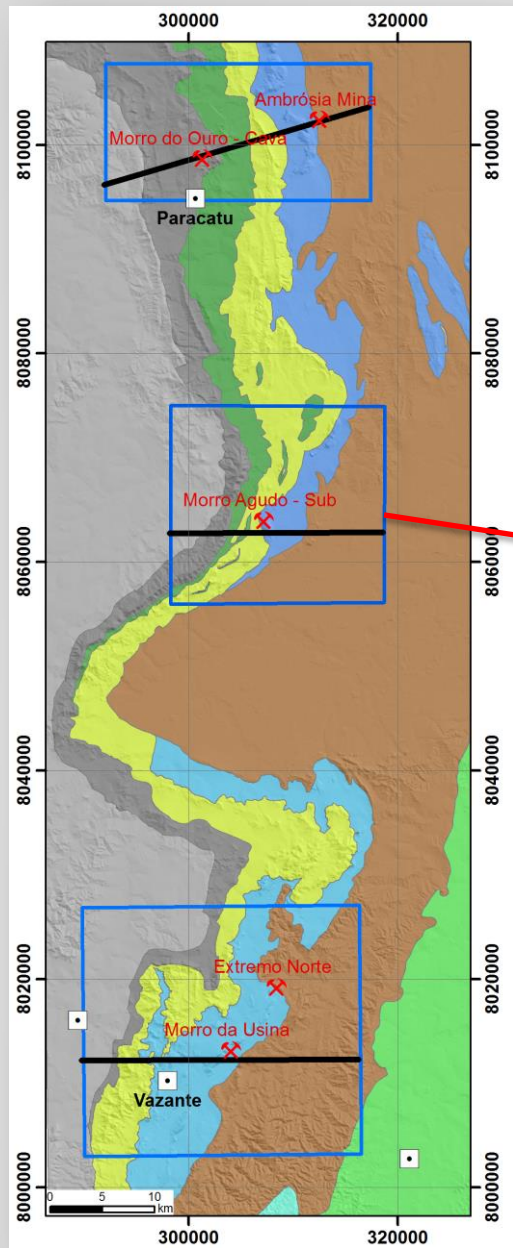 300000 320000
Ambrósia Mina
8100000 8100000
Morro do Ouro - Cava
Paracatu
8080000 8080000
Morro Agudo - Sub
8060000 8060000
8040000 8040000
Extremo Norte
8020000 8020000
Morro da Usina
Vazante
8000000 8000000
0 5 10
km
300000 320000